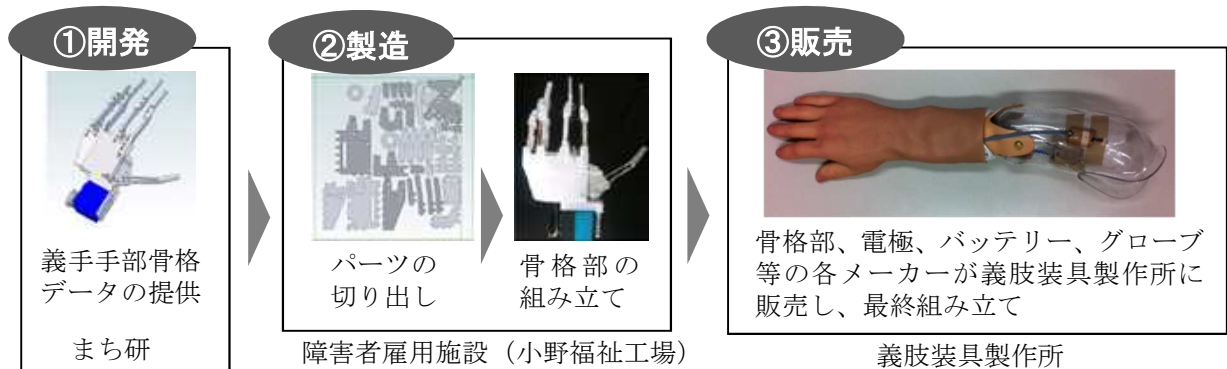 ①開発
義手手部骨格
データの提供
まち研
②製造
パーツの
切り出し
骨格部の
組み立て
障害者雇用施設（小野福祉工場）
③販売
骨格部、電極、バッテリー、グローブ
等の各メーカーが義肢装具製作所に
販売し、最終組み立て
義肢装具製作所